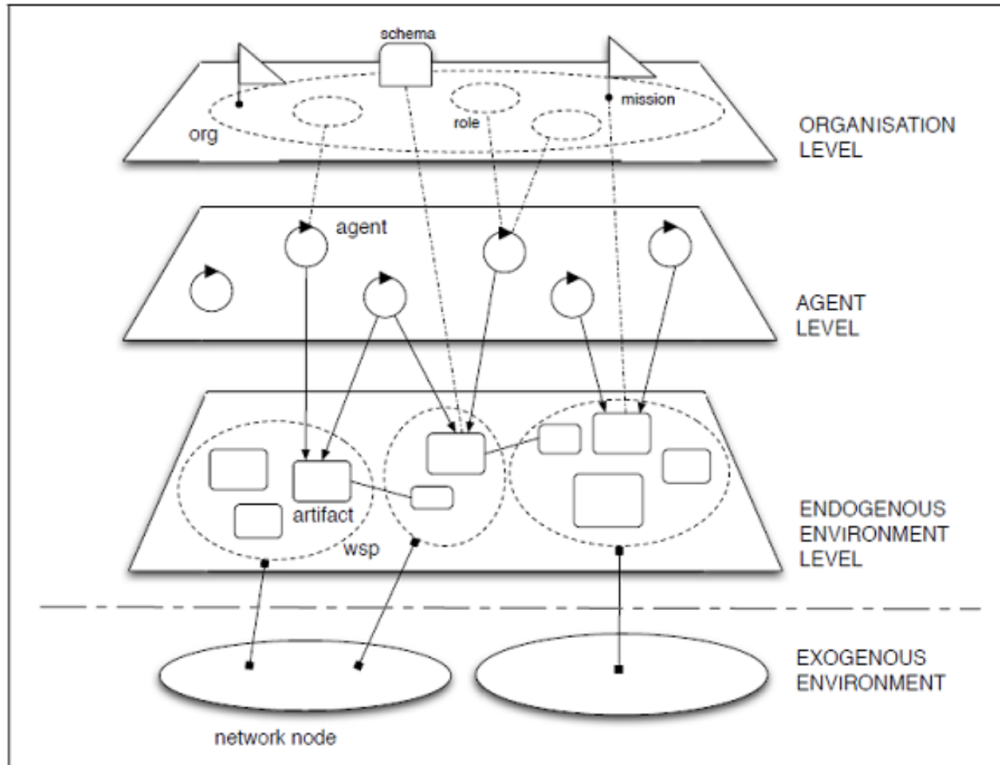 schema
mission
org
role
ORGANISATION
LEVEL
agent
AGENT
LEVEL
artifact
wsp
ENDOGENOUS
ENVIRONMENT
LEVEL
EXOGENOUS
ENVIRONMENT
network node